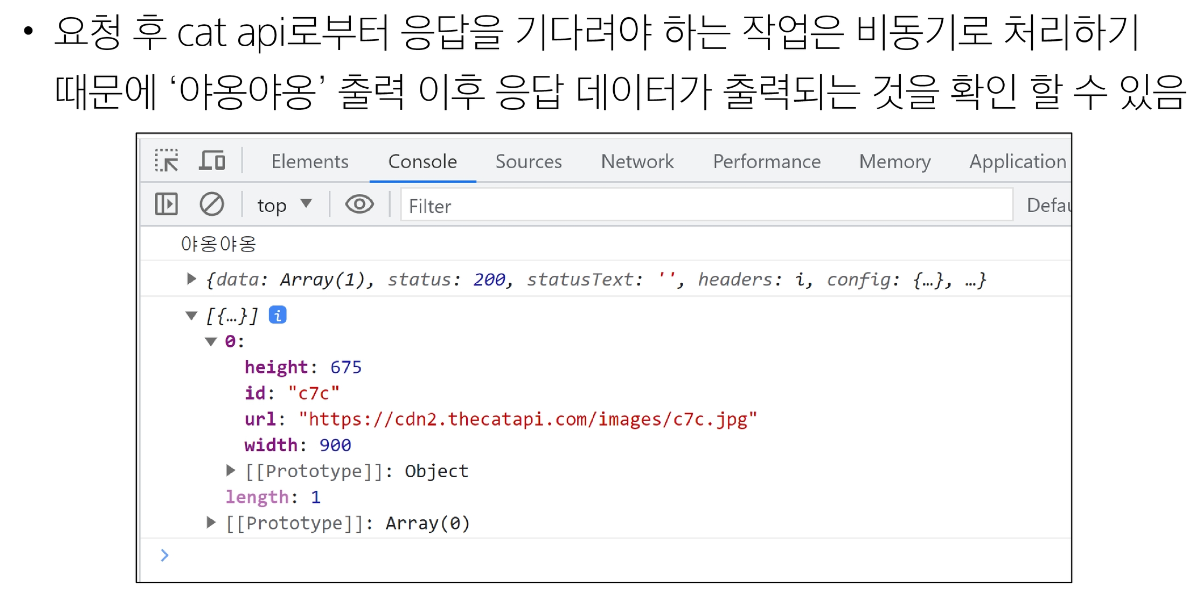 • 요청 후 cat api로부터 응답을 기다려야 하는 작업은 비동기로 처리하기
때문에 ‘야옹야옹’ 출력 이후 응답 데이터가 출력되는 것을 확인 할 수 있음
Elements Console Sources Network Performance Memory Application
top ▼ Filter Defau
야옹야옹
▶ {data: Array(1), status: 200, statusText: '', headers: i, config: {…}, …}
▼ [{…}] i
▼ 0:
height: 675
id: "c7c"
url: "https://cdn2.thecatapi.com/images/c7c.jpg"
width: 900
▶ [[Prototype]]: Object
length: 1
▶ [[Prototype]]: Array(0)
>